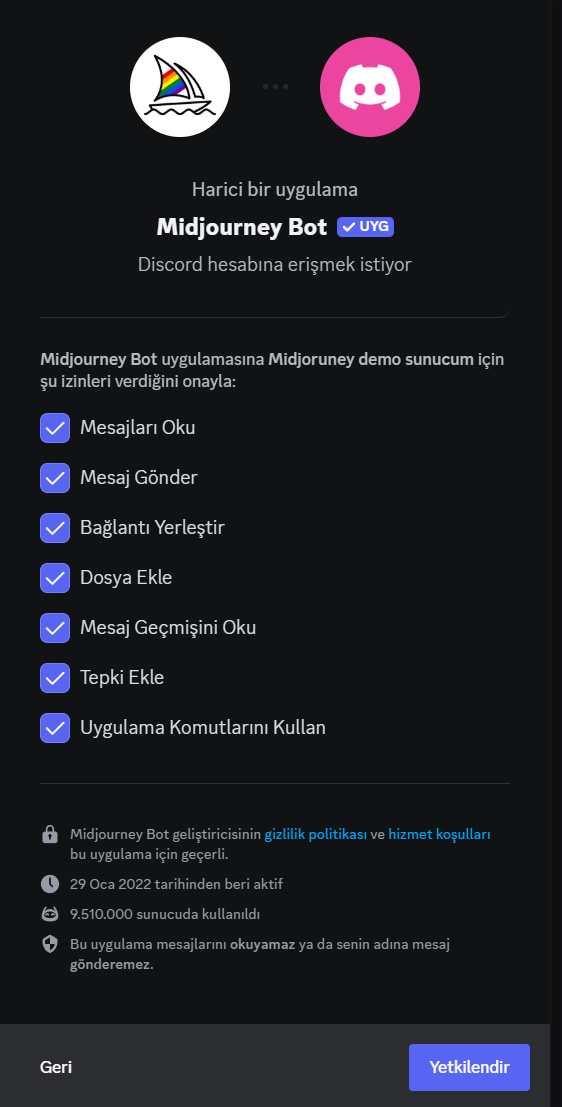 Harici bir uygulama
Midjourney Bot UYG
Discord hesabına erişmek istiyor
Midjourney Bot uygulamasına Midjoruney demo sunucum için
şu izinleri verdiğini onayla:
Mesajları Oku
Mesaj Gönder
Bağlantı Yerleştir
Dosya Ekle
Mesaj Geçmişini Oku
Tepki Ekle
Uygulama Komutlarını Kullan
Midjourney Bot geliştiricisinin gizlilik politikası ve hizmet koşulları
bu uygulama için geçerli.
29 Oca 2022 tarihinden beri aktif
9.510.000 sunucuda kullanıldı
Bu uygulama mesajlarını okuyamaz ya da senin adına mesaj
gönderemez.
Geri Yetkilendir